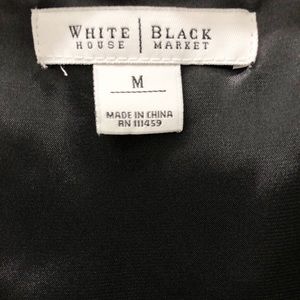 WHITE | BLACK
HOUSE | MARKET
M
MADE IN CHINA
RN 111459